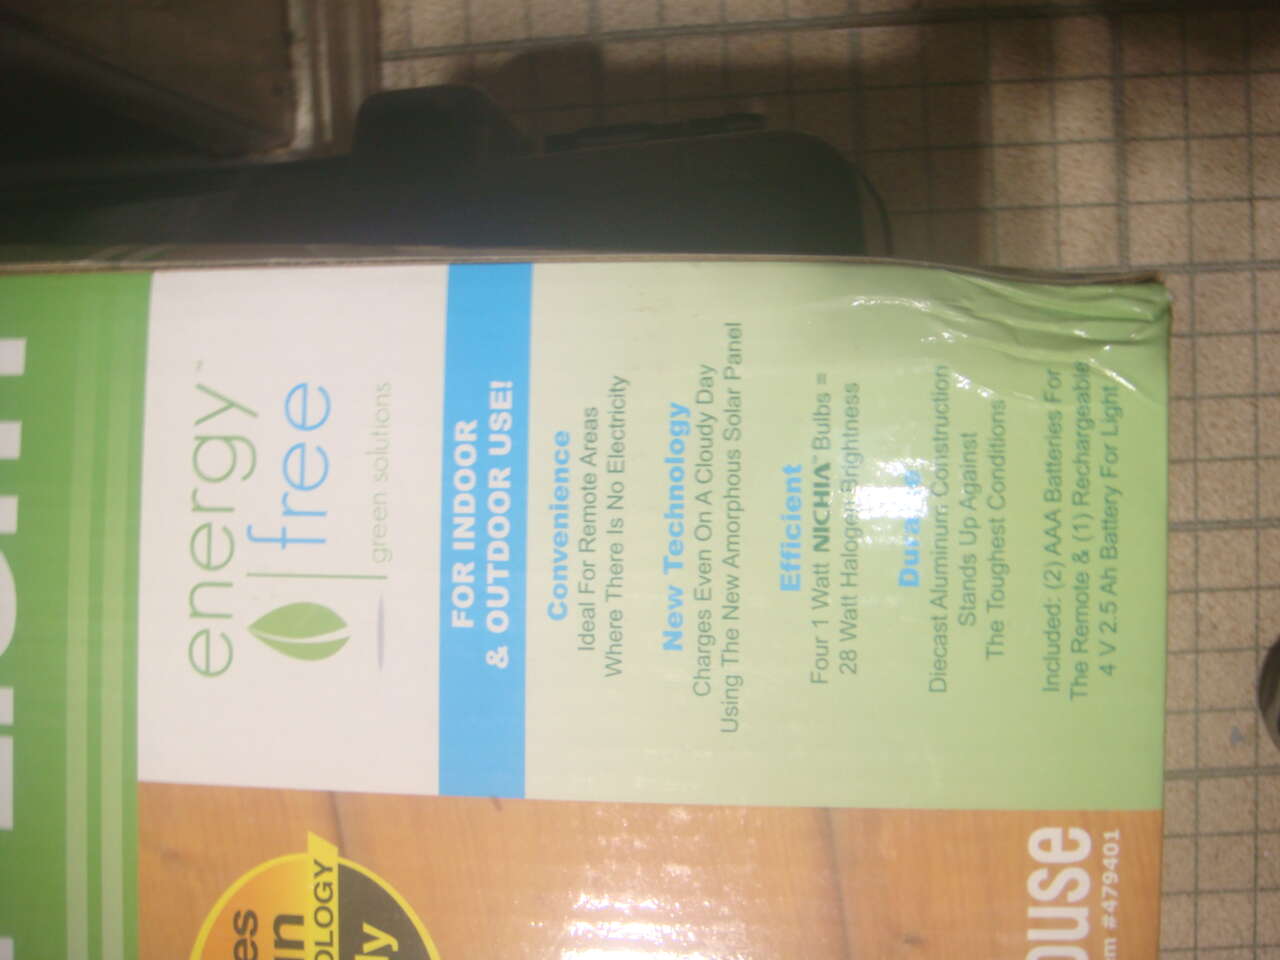 energy™
free
green solutions
FOR INDOOR
& OUTDOOR USE!
Convenience
Ideal For Remote Areas
Where There Is No Electricity
New Technology
Charges Even On A Cloudy Day
Using The New Amorphous Solar Panel
Efficient
Four 1 Watt NICHIA Bulbs =
28 Watt Halogen Brightness
Diecast Aluminum Construction
Stands Up Against
The Toughest Conditions
Included: (2) AAA Batteries For
The Remote & (1) Rechargeable
4 V 2.5 Ah Battery For Light
#479401